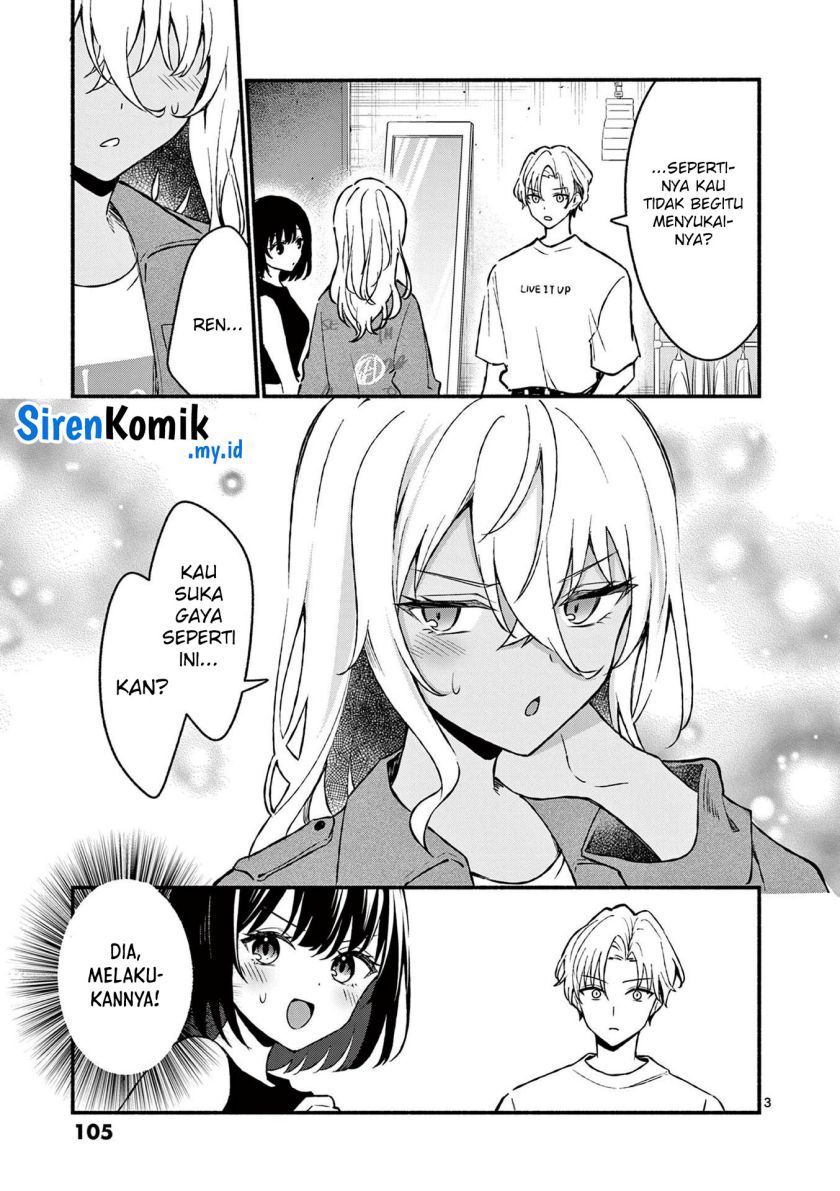 ...SEPERTI-
NYA KAU
TIDAK BEGITU
MENYUKAI-
NYA?
LIVE IT UP
REN...
SirenKomik
.my.id
KAU
SUKA
GAYA
SEPERTI
INI...
KAN?
DIA,
MELAKU-
KANNYA!
3
105